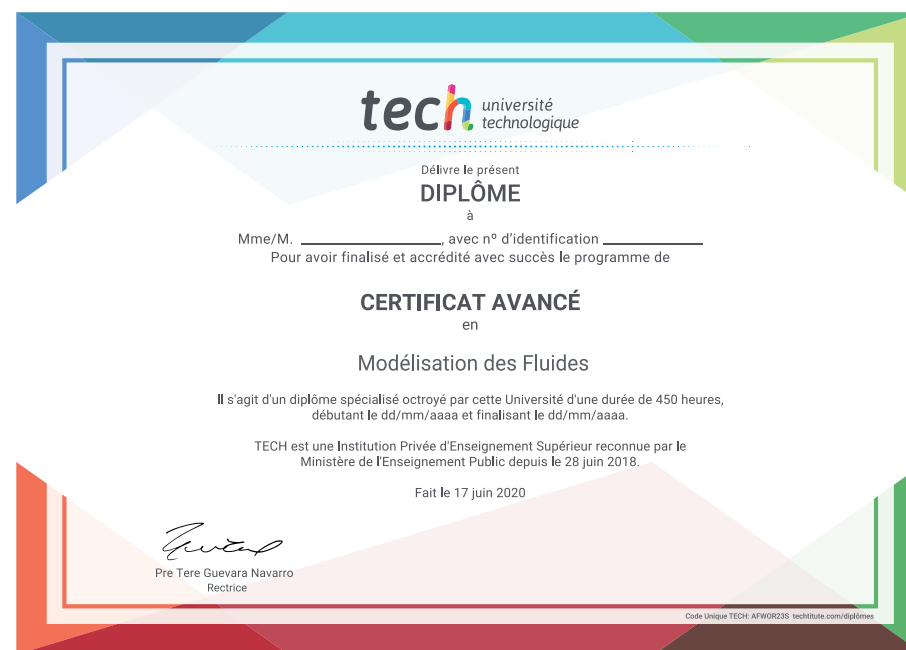 tech université
technologique
Délivre le présent
DIPLÔME
à
Mme/M. ____________________, avec nº d'identification ______________
Pour avoir finalisé et accrédité avec succès le programme de
CERTIFICAT AVANCÉ
en
Modélisation des Fluides
Il s'agit d'un diplôme spécialisé octroyé par cette Université d'une durée de 450 heures,
débutant le dd/mm/aaaa et finalisant le dd/mm/aaaa.
TECH est une Institution Privée d'Enseignement Supérieur reconnue par le
Ministère de l'Enseignement Public depuis le 28 juin 2018.
Fait le 17 juin 2020
Pre Tere Guevara Navarro
Rectrice
Code Unique TECH: AFWOR23S techtitute.com/diplômes